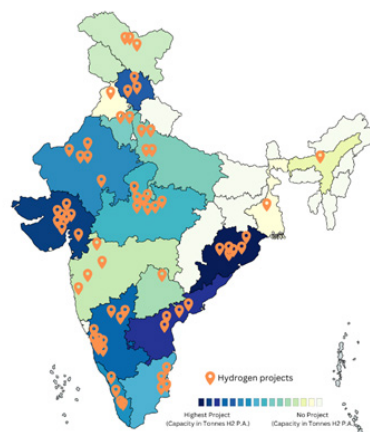 Hydrogen projects
Highest Project
(Capacity in Tonnes H2 P.A.)
No Project
(Capacity in Tonnes H2 P.A.)